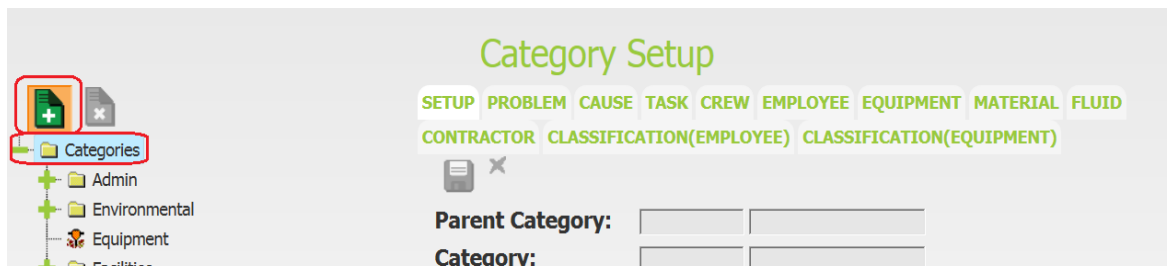 Category Setup
SETUP PROBLEM CAUSE TASK CREW EMPLOYEE EQUIPMENT MATERIAL FLUID
CONTRACTOR CLASSIFICATION(EMPLOYEE) CLASSIFICATION(EQUIPMENT)
Categories
Admin
Environmental
Equipment
Facilities
Parent Category:
Category: